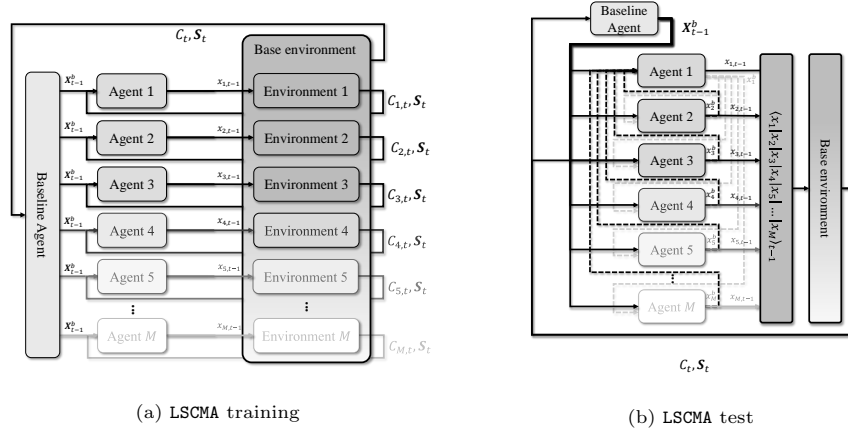 C_t, S_t
Base environment
Baseline Agent
X^b_{t-1} Agent 1 x_{1,t-1} Environment 1 C_{1,t}, S_t
X^b_{t-1} Agent 2 x_{2,t-1} Environment 2 C_{2,t}, S_t
X^b_{t-1} Agent 3 x_{3,t-1} Environment 3 C_{3,t}, S_t
X^b_{t-1} Agent 4 x_{4,t-1} Environment 4 C_{4,t}, S_t
X^b_{t-1} Agent 5 x_{5,t-1} Environment 5 C_{5,t}, S_t
...
X^b_{t-1} Agent M x_{M,t-1} Environment M C_{M,t}, S_t
(a) LSCMA training
Baseline
Agent
X^b_{t-1}
Agent 1 x_{1,t-1} x^b_1
Agent 2 x^b_2 x_{2,t-1}
Agent 3 x^b_3 x_{3,t-1}
Agent 4 x^b_4 x_{4,t-1}
Agent 5 x^b_5 x_{5,t-1}
...
Agent M x^b_M x_{M,t-1}
⟨x_1|x_2|x_3|x_4|x_5|...|x_M⟩_{t-1}
Base environment
C_t, S_t
(b) LSCMA test